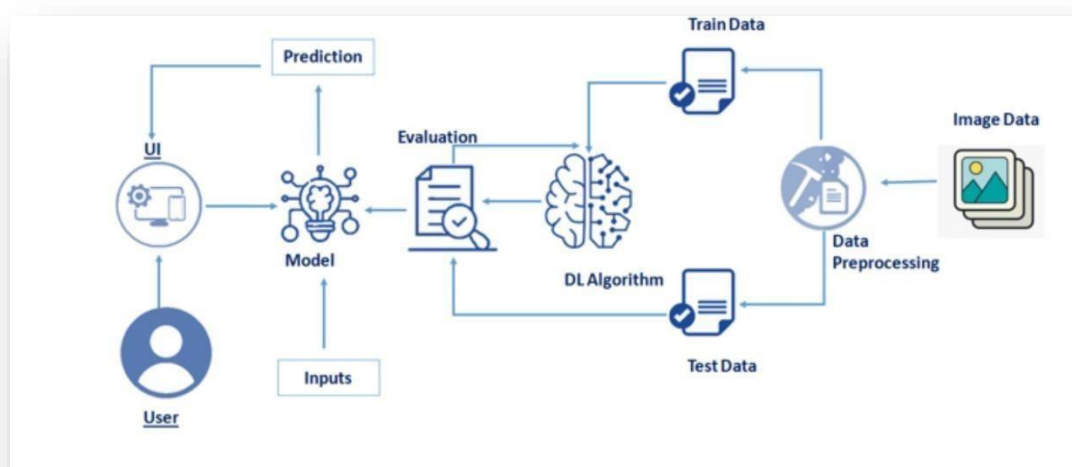 Train Data
Prediction
Image Data
Evaluation
UI
Model
Data
Preprocessing
DL Algorithm
Inputs
Test Data
User